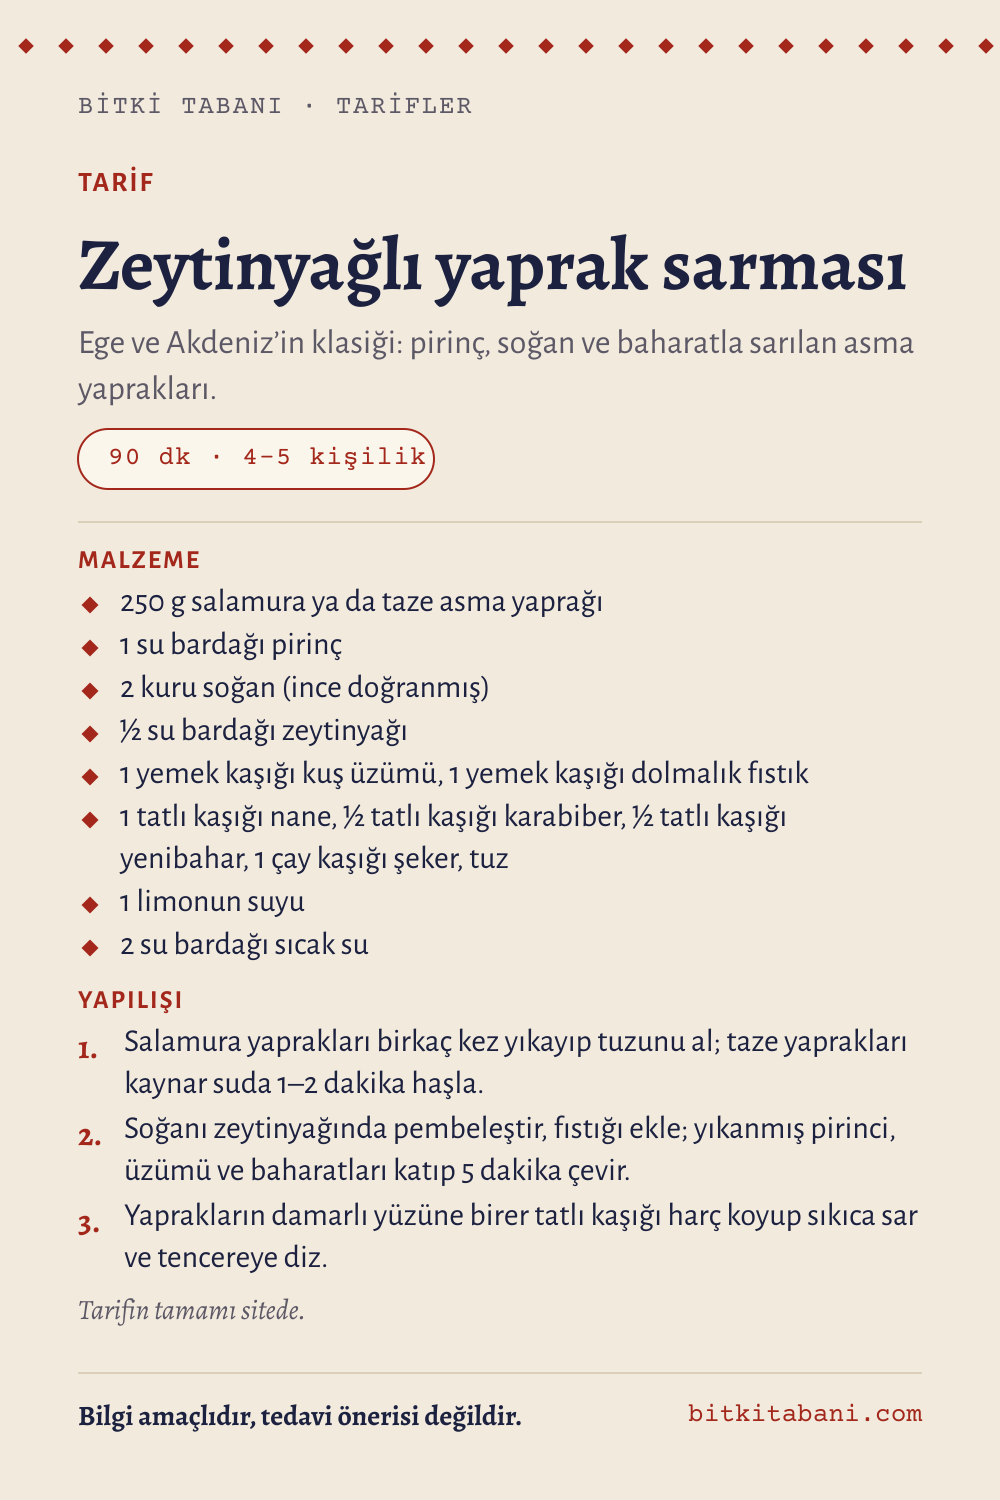 BİTKİ TABANI · TARİFLER
TARİF
Zeytinyağlı yaprak sarması
Ege ve Akdeniz’in klasiği: pirinç, soğan ve baharatla sarılan asma
yaprakları.
90 dk · 4–5 kişilik
MALZEME
250 g salamura ya da taze asma yaprağı
1 su bardağı pirinç
2 kuru soğan (ince doğranmış)
½ su bardağı zeytinyağı
1 yemek kaşığı kuş üzümü, 1 yemek kaşığı dolmalık fıstık
1 tatlı kaşığı nane, ½ tatlı kaşığı karabiber, ½ tatlı kaşığı
yenibahar, 1 çay kaşığı şeker, tuz
1 limonun suyu
2 su bardağı sıcak su
YAPILIŞI
1. Salamura yaprakları birkaç kez yıkayıp tuzunu al; taze yaprakları
kaynar suda 1–2 dakika haşla.
2. Soğanı zeytinyağında pembeleştir, fıstığı ekle; yıkanmış pirinci,
üzümü ve baharatları katıp 5 dakika çevir.
3. Yaprakların damarlı yüzüne birer tatlı kaşığı harç koyup sıkıca sar
ve tencereye diz.
Tarifin tamamı sitede.
Bilgi amaçlıdır, tedavi önerisi değildir.
bitkitabani.com